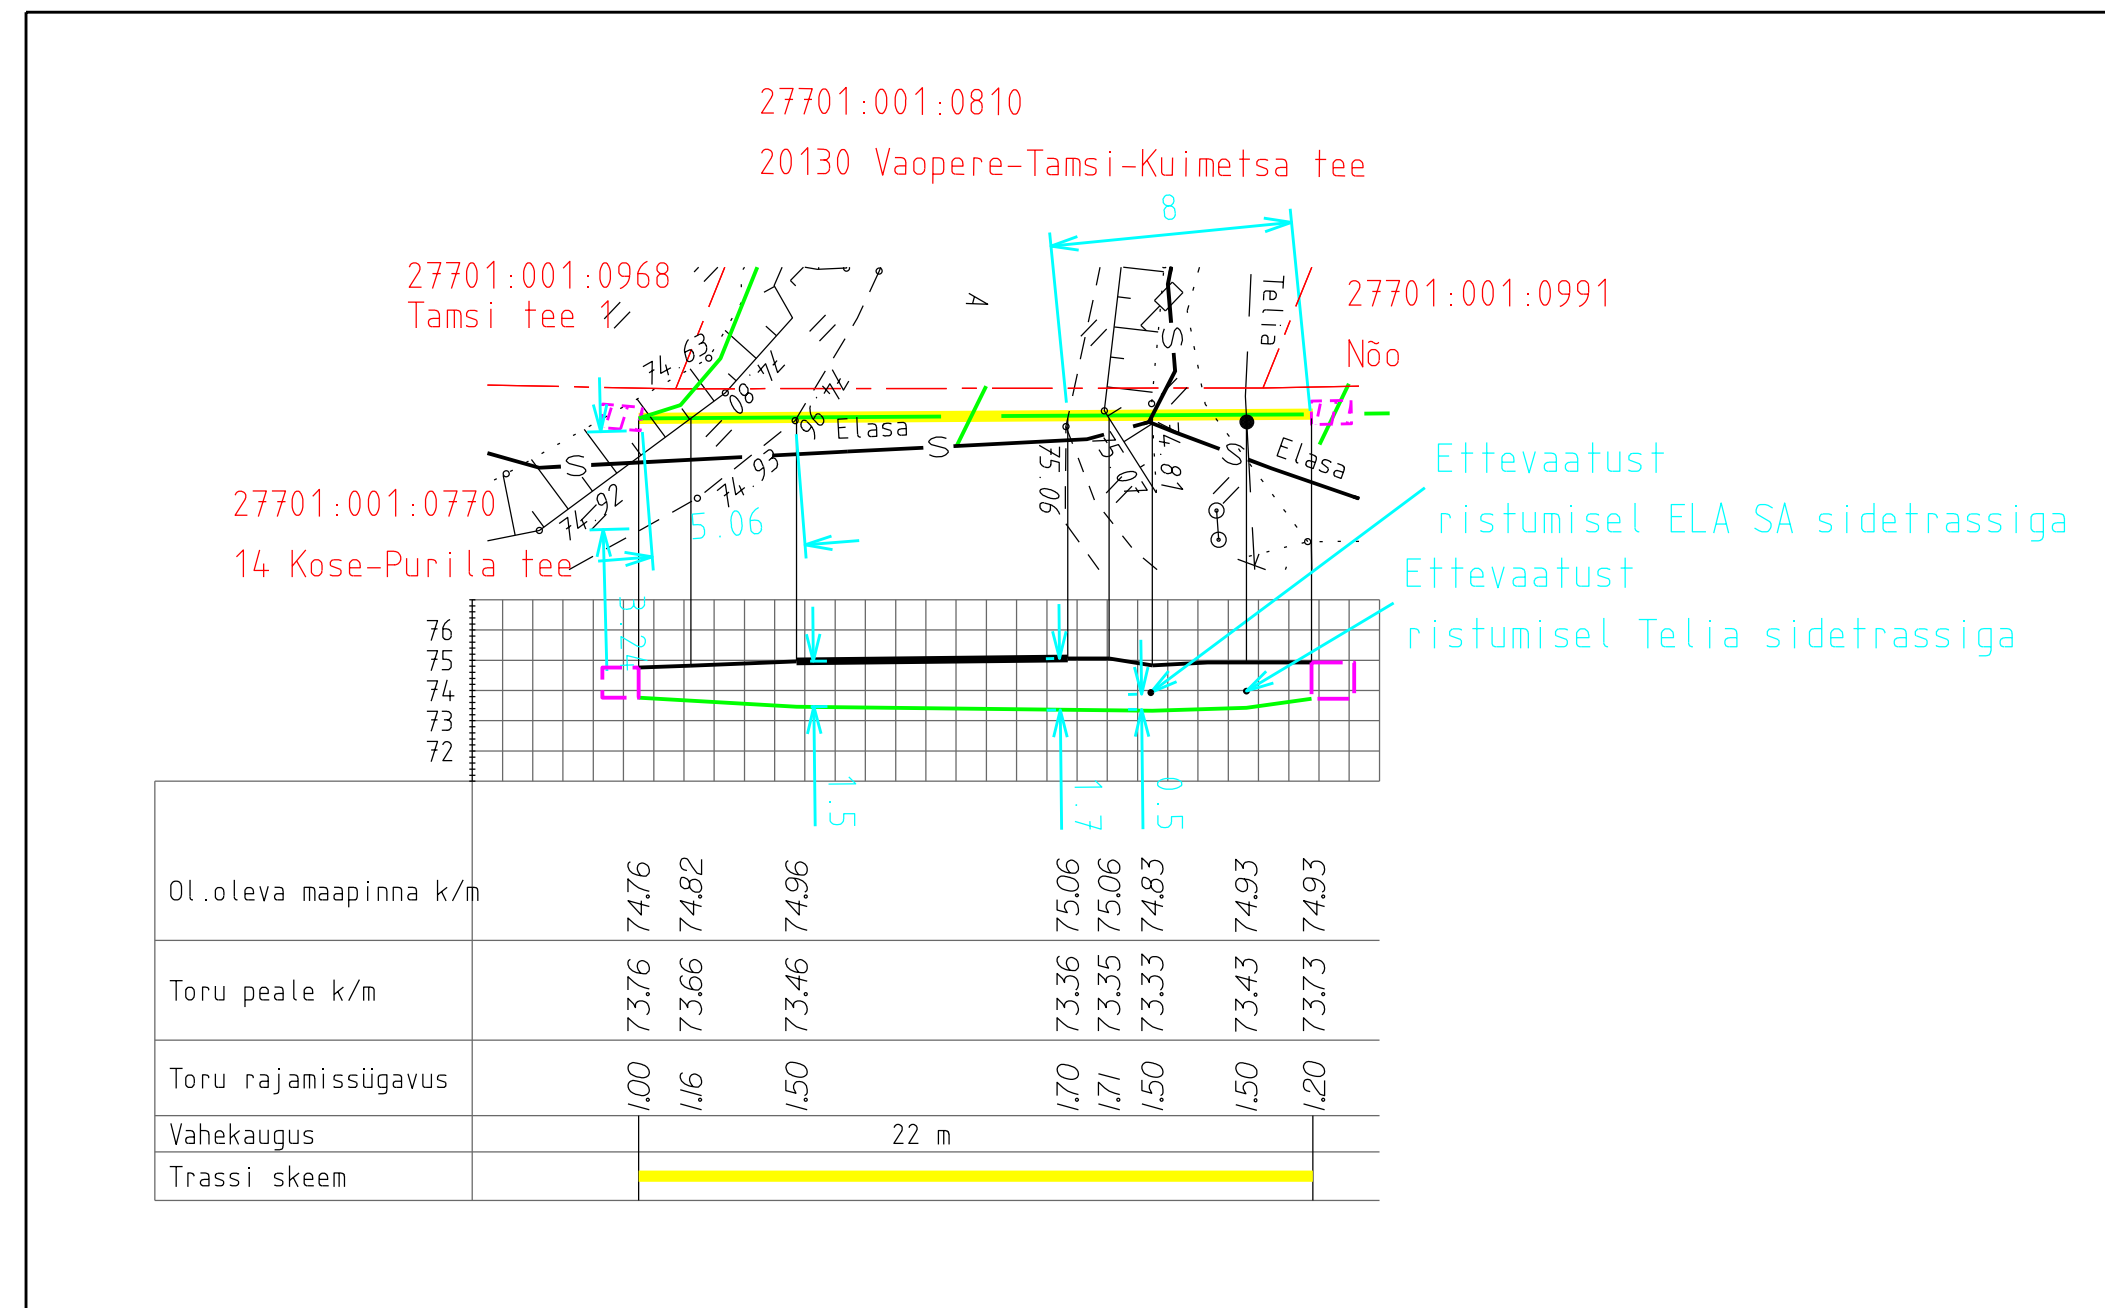 27701:001:0810
20130 Vaopere-Tamsi-Kuimetsa tee
8
27701:001:0968
Tamsi tee 1
A
Telia
27701:001:0991
Nõo
S
74.63
74.80
74.96
Elasa
S
S
S
Elasa
74.92
74.93
75.06
75.07
74.81
27701:001:0770
14 Kose-Purila tee
5.06
3.24
Ettevaatust
ristumisel ELA SA sidetrassiga
Ettevaatust
ristumisel Telia sidetrassiga
76
75
74
73
72
1.5
1.7
0.5
Ol.oleva maapinna k/m 74.76 74.82 74.96 75.06 75.06 74.83 74.93 74.93
Toru peale k/m 73.76 73.66 73.46 73.36 73.35 73.33 73.43 73.73
Toru rajamissügavus 1.00 1.16 1.50 1.70 1.71 1.50 1.50 1.20
Vahekaugus 22 m
Trassi skeem